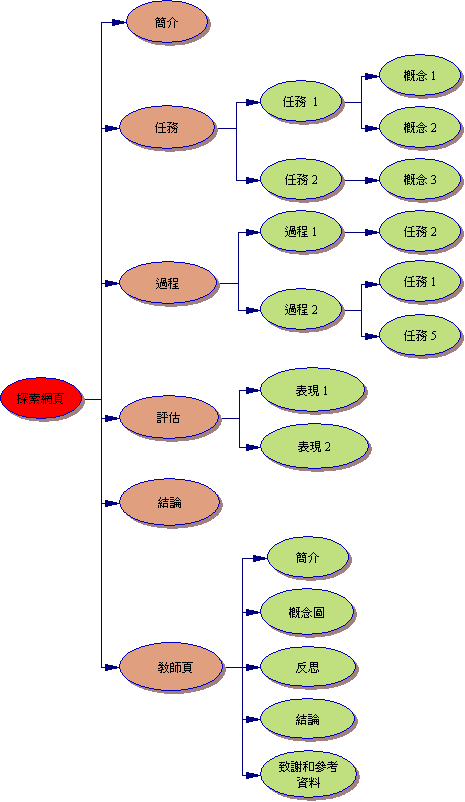 探索網頁
簡介
任務
任務 1
概念 1
概念 2
任務 2
概念 3
過程
過程 1
任務 2
過程 2
任務 1
任務 5
評估
表現 1
表現 2
結論
教師頁
簡介
概念圖
反思
結論
致謝和參考
資料